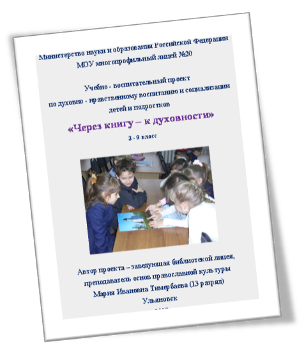 Министерство науки и образования Российской Федерации
МОУ многопрофильный лицей №20
Учебно - воспитательный проект
по духовно - нравственному воспитанию и социализации
детей и подростков
«Через книгу – к духовности»
2 - 9 класс
Автор проекта – заведующая библиотекой лицея,
преподаватель основ православной культуры
Мария Ивановна Тимербаева (13 разряд)
Ульяновск